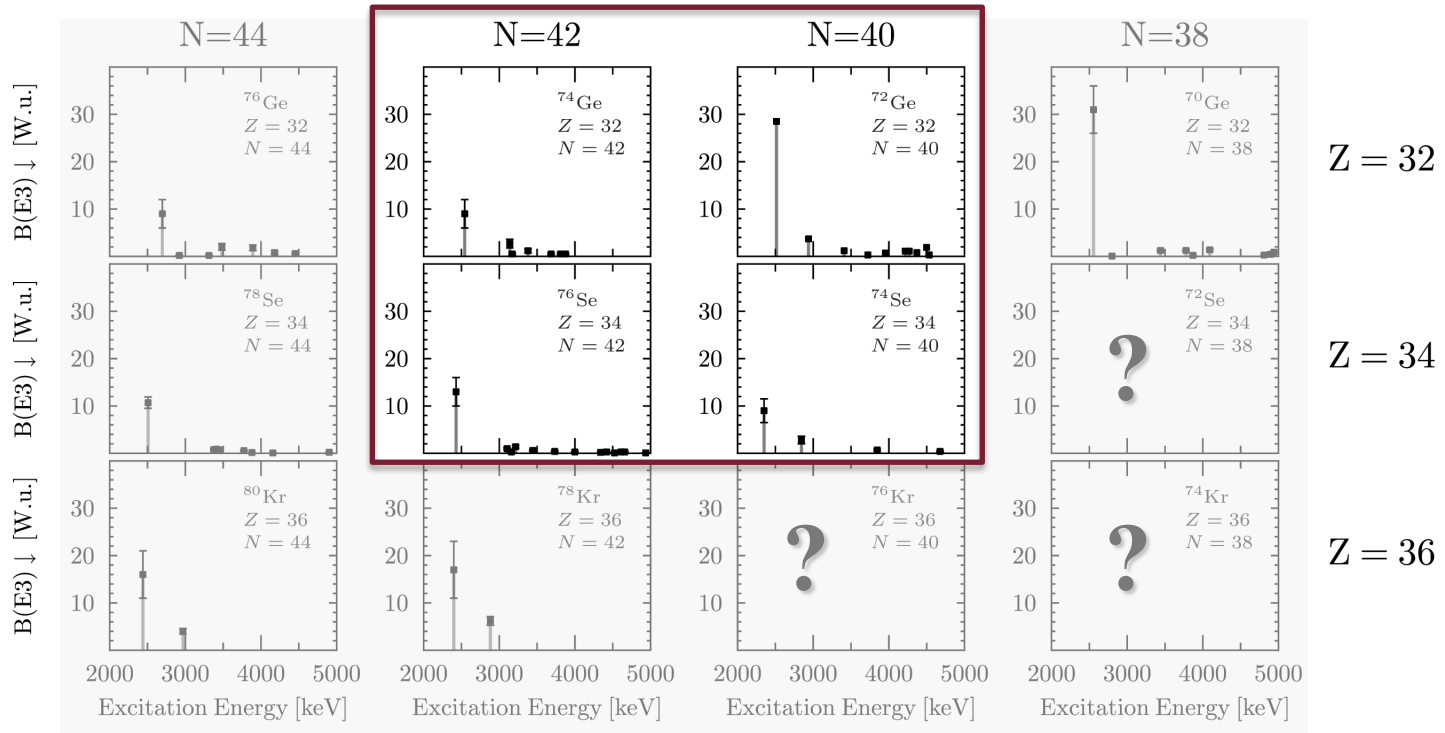 N=44 N=42 N=40 N=38
B(E3) ↓ [W.u.]
30
20
10
⁷⁶Ge
Z = 32
N = 44
⁷⁴Ge
Z = 32
N = 42
⁷²Ge
Z = 32
N = 40
⁷⁰Ge
Z = 32
N = 38
Z = 32
B(E3) ↓ [W.u.]
30
20
10
⁷⁸Se
Z = 34
N = 44
⁷⁶Se
Z = 34
N = 42
⁷⁴Se
Z = 34
N = 40
⁷²Se
Z = 34
N = 38
?
30
20
10
Z = 34
B(E3) ↓ [W.u.]
30
20
10
⁸⁰Kr
Z = 36
N = 44
⁷⁸Kr
Z = 36
N = 42
⁷⁶Kr
Z = 36
N = 40
?
⁷⁴Kr
Z = 36
N = 38
?
Z = 36
2000 3000 4000 5000
Excitation Energy [keV]
2000 3000 4000 5000
Excitation Energy [keV]
2000 3000 4000 5000
Excitation Energy [keV]
2000 3000 4000 5000
Excitation Energy [keV]